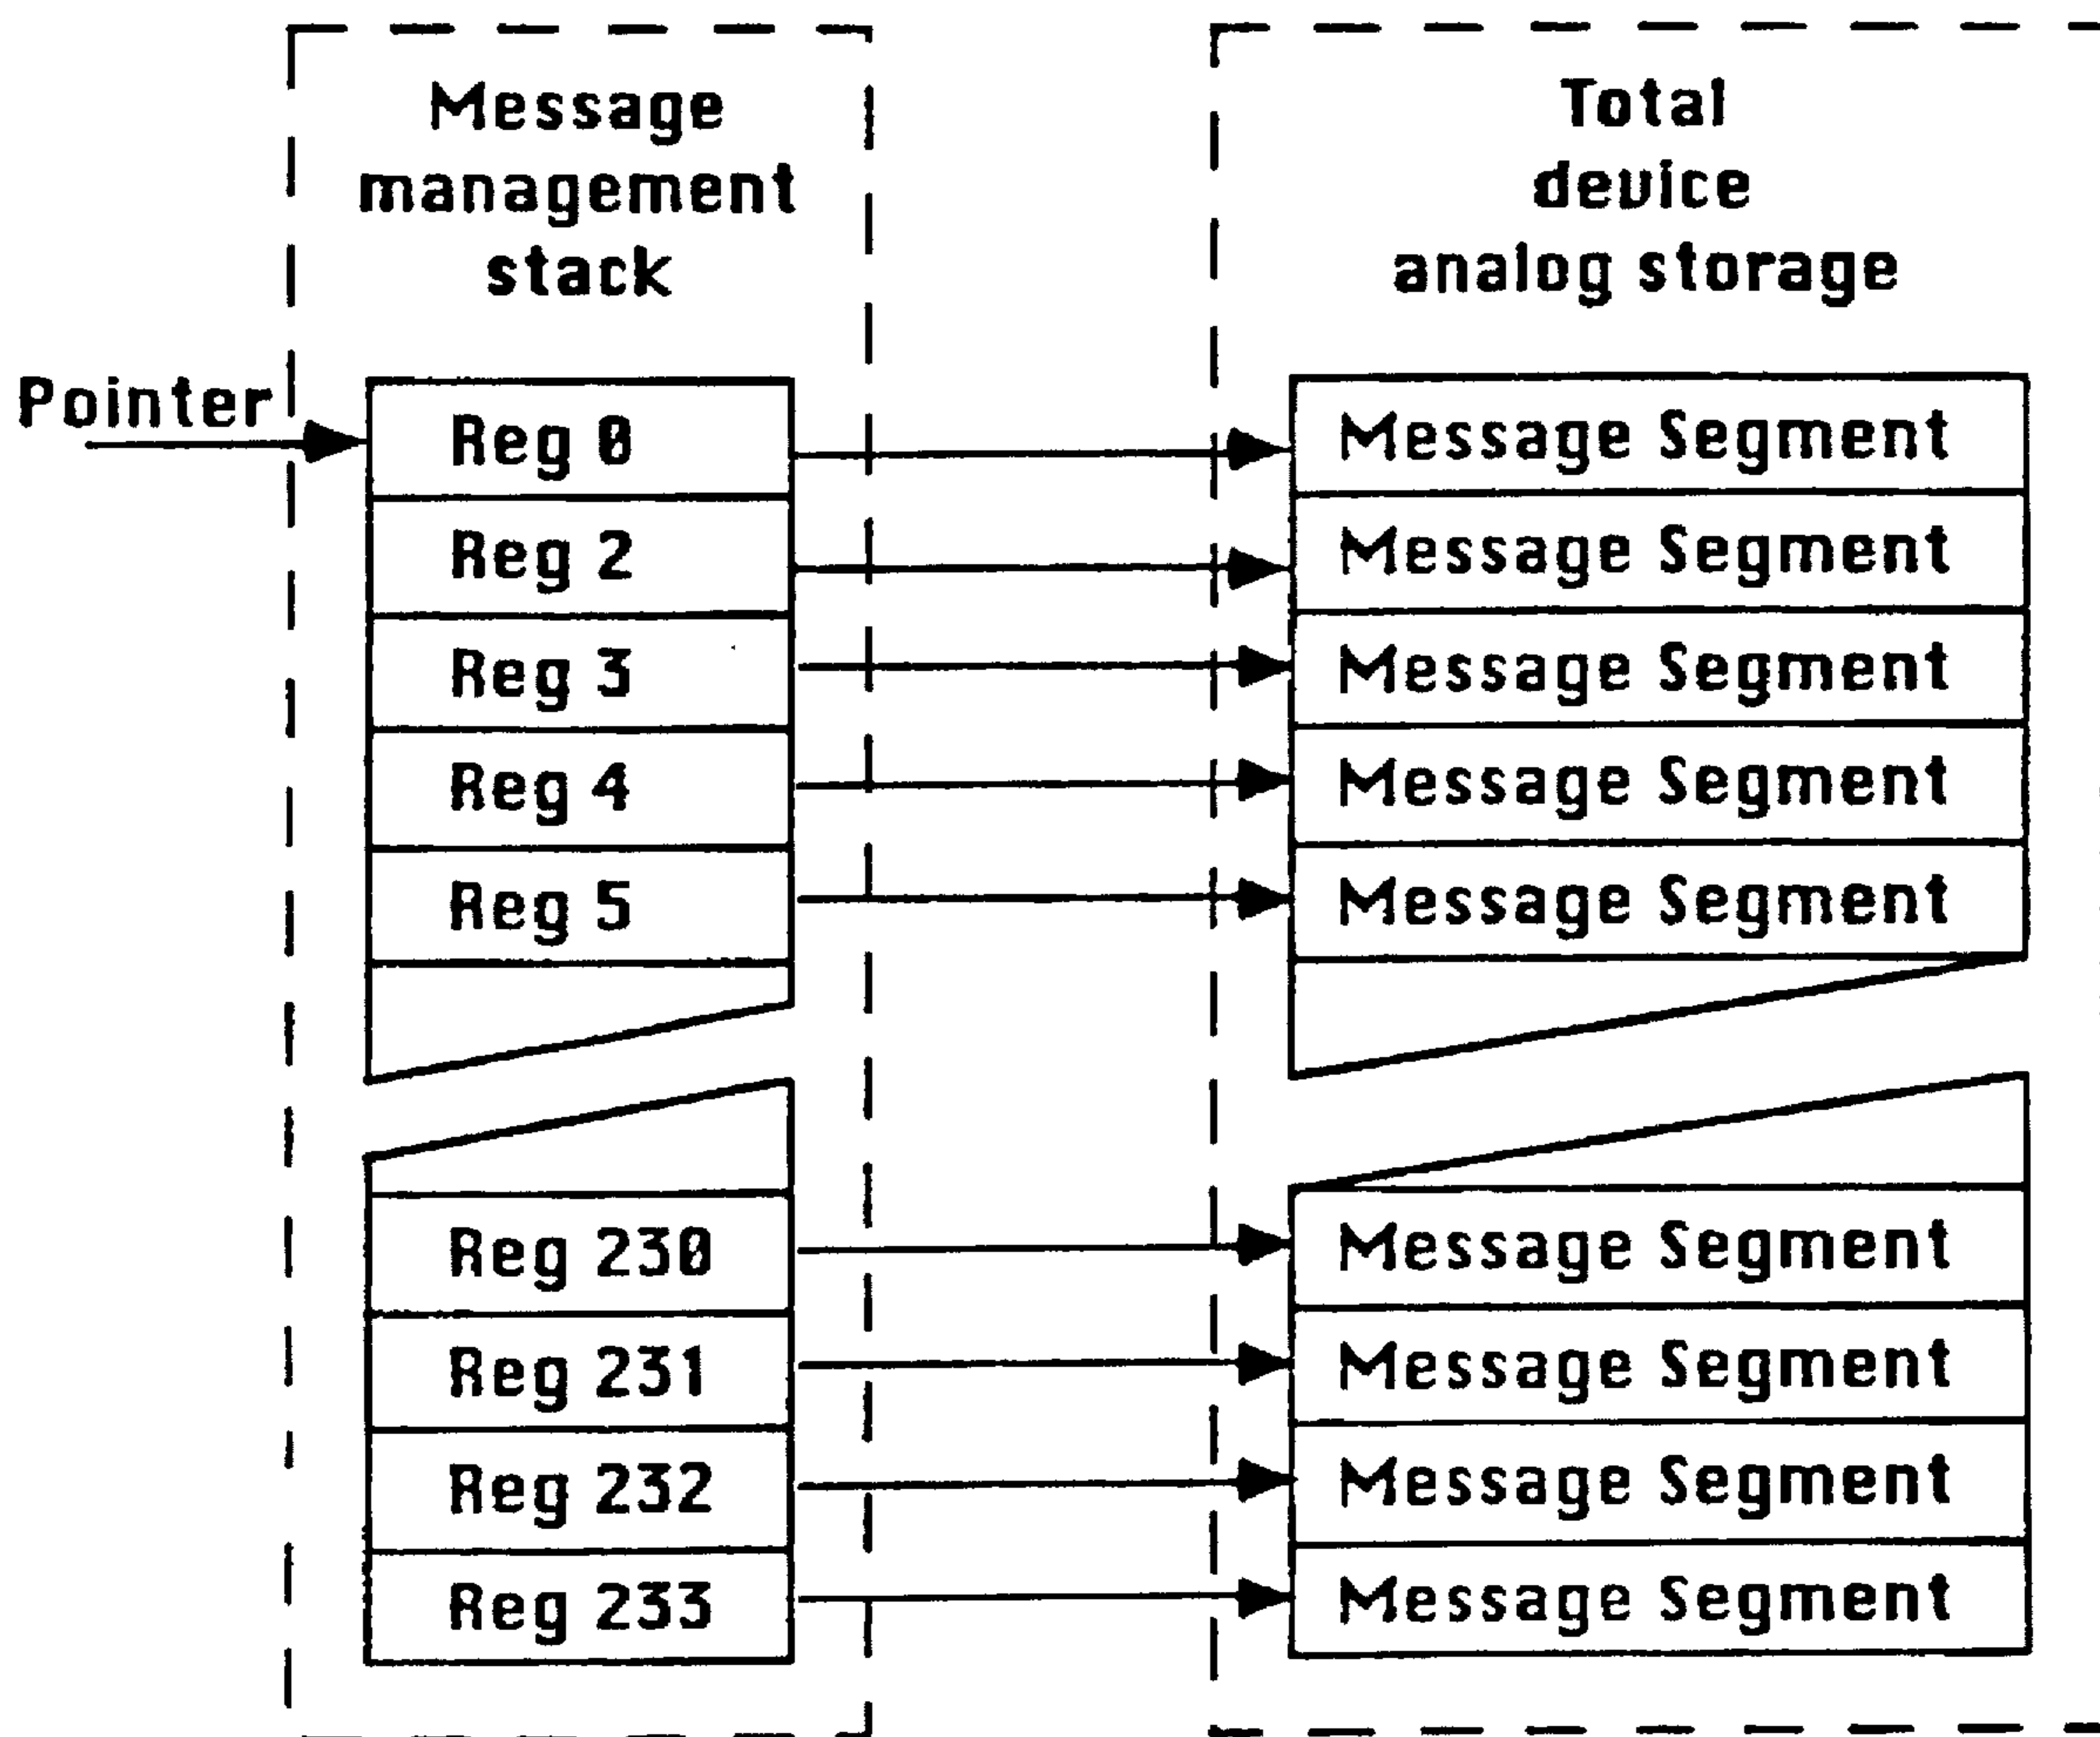 Message
management
stack
Total
device
analog storage
Pointer
Reg 0
Message Segment
Reg 2
Message Segment
Reg 3
Message Segment
Reg 4
Message Segment
Reg 5
Message Segment
Reg 230
Message Segment
Reg 231
Message Segment
Reg 232
Message Segment
Reg 233
Message Segment